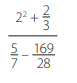 2² + 2/3
5/7 − 169/28